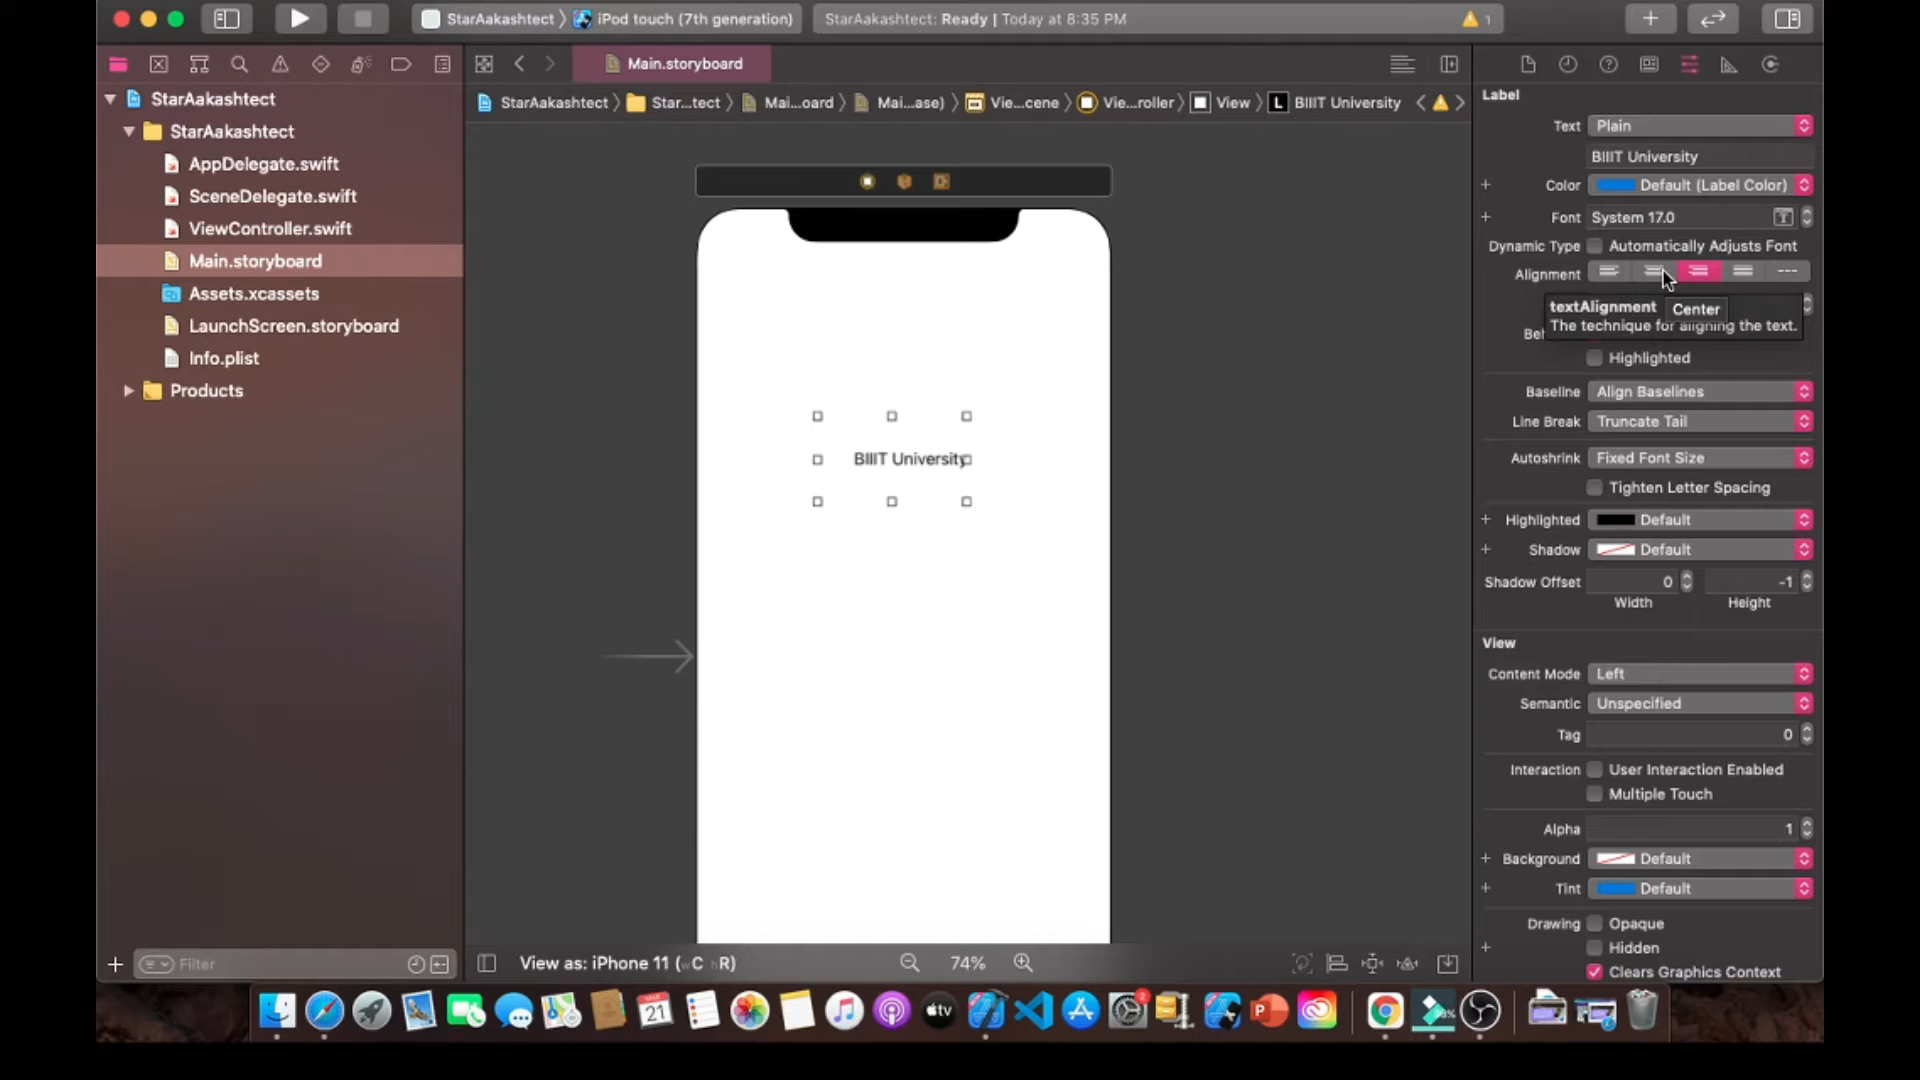 StarAakashtect
iPod touch (7th generation)
StarAakashtect: Ready | Today at 8:35 PM
1
Main.storyboard
StarAakashtect
Star...tect
Mai...oard
Mai...ase)
Vie...cene
Vie...roller
View
L
BIIIT University
StarAakashtect
StarAakashtect
AppDelegate.swift
SceneDelegate.swift
ViewController.swift
Main.storyboard
Assets.xcassets
LaunchScreen.storyboard
Info.plist
Products
Filter
BIIIT University
View as: iPhone 11 (wC hR)
74%
Label
Text Plain
BIIIT University
Color Default (Label Color)
Font System 17.0
Dynamic Type Automatically Adjusts Font
Alignment
textAlignment Center
The technique for aligning the text.
Highlighted
Baseline Align Baselines
Line Break Truncate Tail
Autoshrink Fixed Font Size
Tighten Letter Spacing
Highlighted Default
Shadow Default
Shadow Offset 0 -1
Width Height
View
Content Mode Left
Semantic Unspecified
Tag 0
Interaction User Interaction Enabled
Multiple Touch
Alpha 1
Background Default
Tint Default
Drawing Opaque
Hidden
Clears Graphics Context
21
tv
2
P